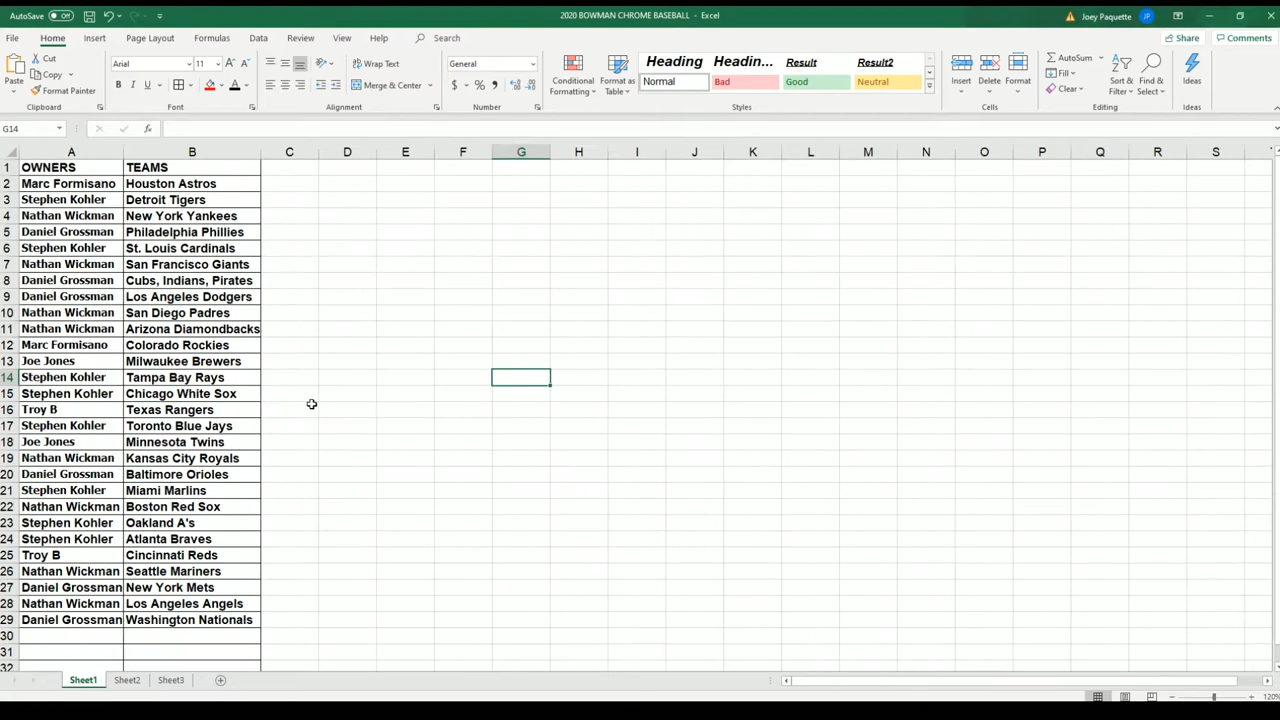 AutoSave Off 2020 BOWMAN CHROME BASEBALL - Excel Joey Paquette JP
File Home Insert Page Layout Formulas Data Review View Help Search Share Comments
Paste Cut Copy Format Painter Clipboard
Arial 11 A A B I U A Font
Wrap Text Merge & Center Alignment
General $ % , Number
Conditional Formatting Format as Table
Heading Headin... Result Result2
Normal Bad Good Neutral
Styles
Insert Delete Format Cells
AutoSum Fill Clear Sort & Filter Find & Select Editing
Ideas Ideas
G14 fx
A B C D E F G H I J K L M N O P Q R S
1 OWNERS TEAMS
2 Marc Formisano Houston Astros
3 Stephen Kohler Detroit Tigers
4 Nathan Wickman New York Yankees
5 Daniel Grossman Philadelphia Phillies
6 Stephen Kohler St. Louis Cardinals
7 Nathan Wickman San Francisco Giants
8 Daniel Grossman Cubs, Indians, Pirates
9 Daniel Grossman Los Angeles Dodgers
10 Nathan Wickman San Diego Padres
11 Nathan Wickman Arizona Diamondbacks
12 Marc Formisano Colorado Rockies
13 Joe Jones Milwaukee Brewers
14 Stephen Kohler Tampa Bay Rays
15 Stephen Kohler Chicago White Sox
16 Troy B Texas Rangers
17 Stephen Kohler Toronto Blue Jays
18 Joe Jones Minnesota Twins
19 Nathan Wickman Kansas City Royals
20 Daniel Grossman Baltimore Orioles
21 Stephen Kohler Miami Marlins
22 Nathan Wickman Boston Red Sox
23 Stephen Kohler Oakland A's
24 Stephen Kohler Atlanta Braves
25 Troy B Cincinnati Reds
26 Nathan Wickman Seattle Mariners
27 Daniel Grossman New York Mets
28 Nathan Wickman Los Angeles Angels
29 Daniel Grossman Washington Nationals
30
31
32
Sheet1 Sheet2 Sheet3
120%